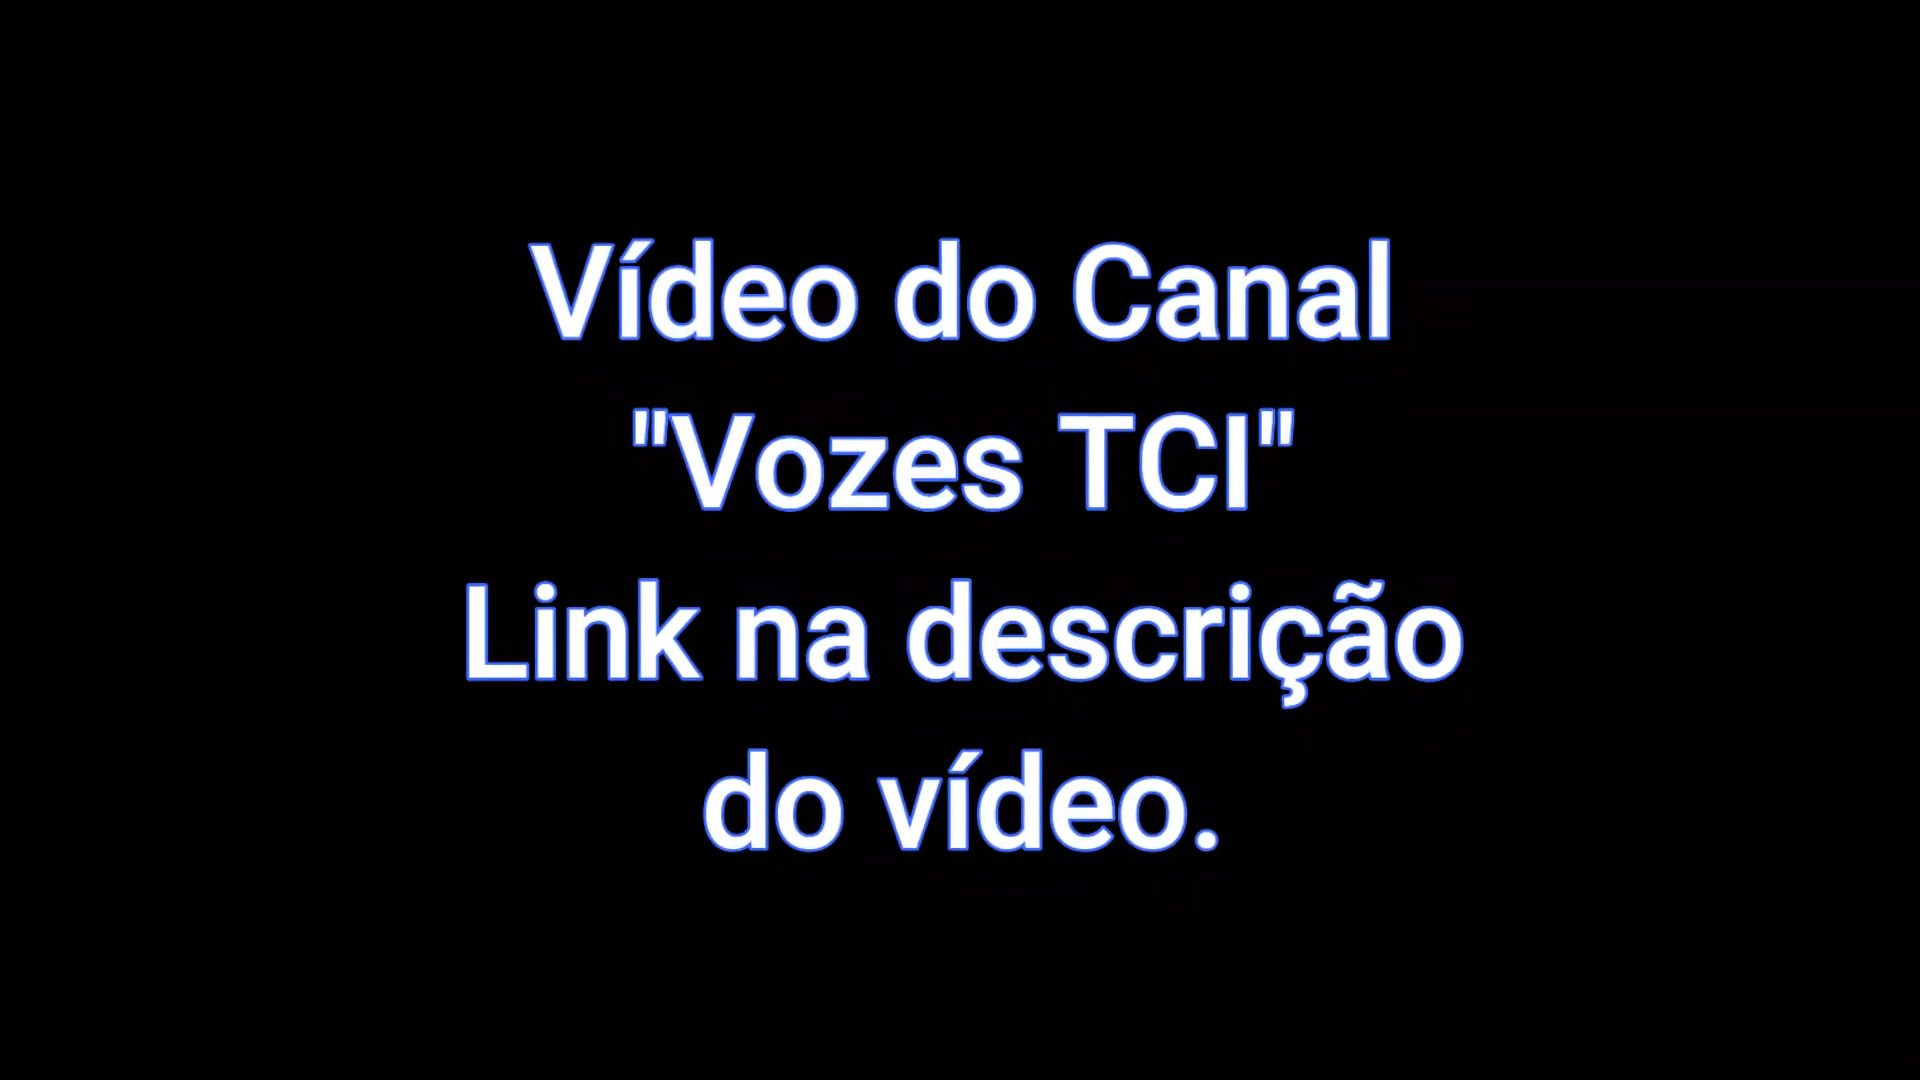 Vídeo do Canal
"Vozes TCI"
Link na descrição
do vídeo.